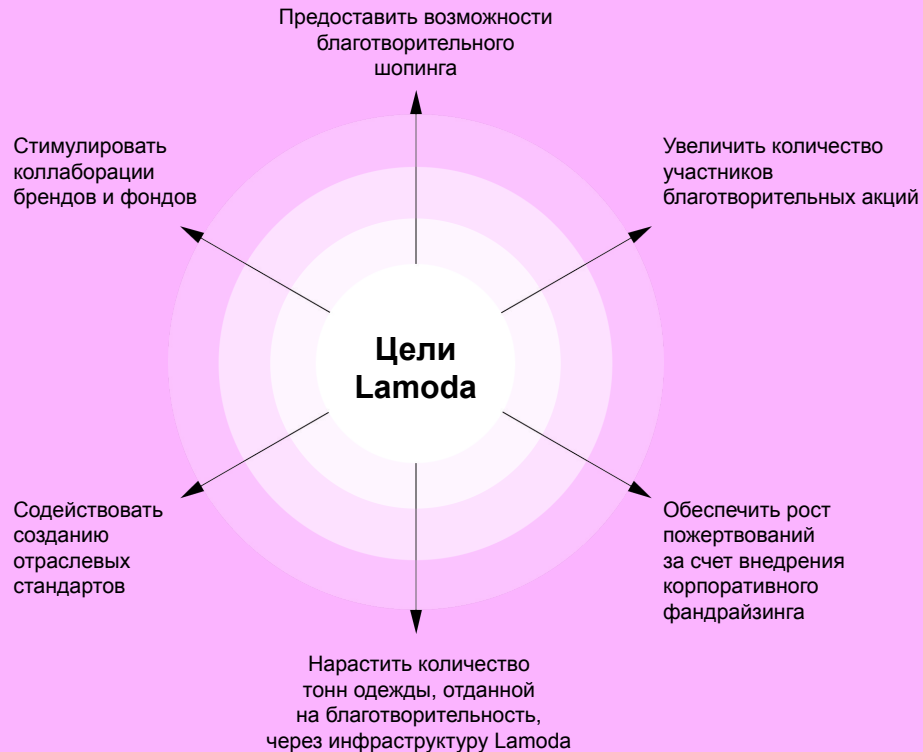 Предоставить возможности
благотворительного
шопинга
Стимулировать
коллаборации
брендов и фондов
Увеличить количество
участников
благотворительных акций
Цели
Lamoda
Содействовать
созданию
отраслевых
стандартов
Обеспечить рост
пожертвований
за счет внедрения
корпоративного
фандрайзинга
Нарастить количество
тонн одежды, отданной
на благотворительность,
через инфраструктуру Lamoda